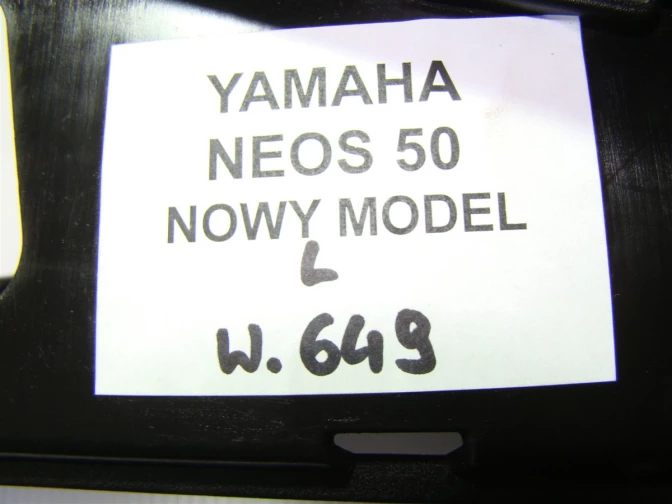 YAMAHA
NEOS 50
NOWY MODEL
L
W. 649